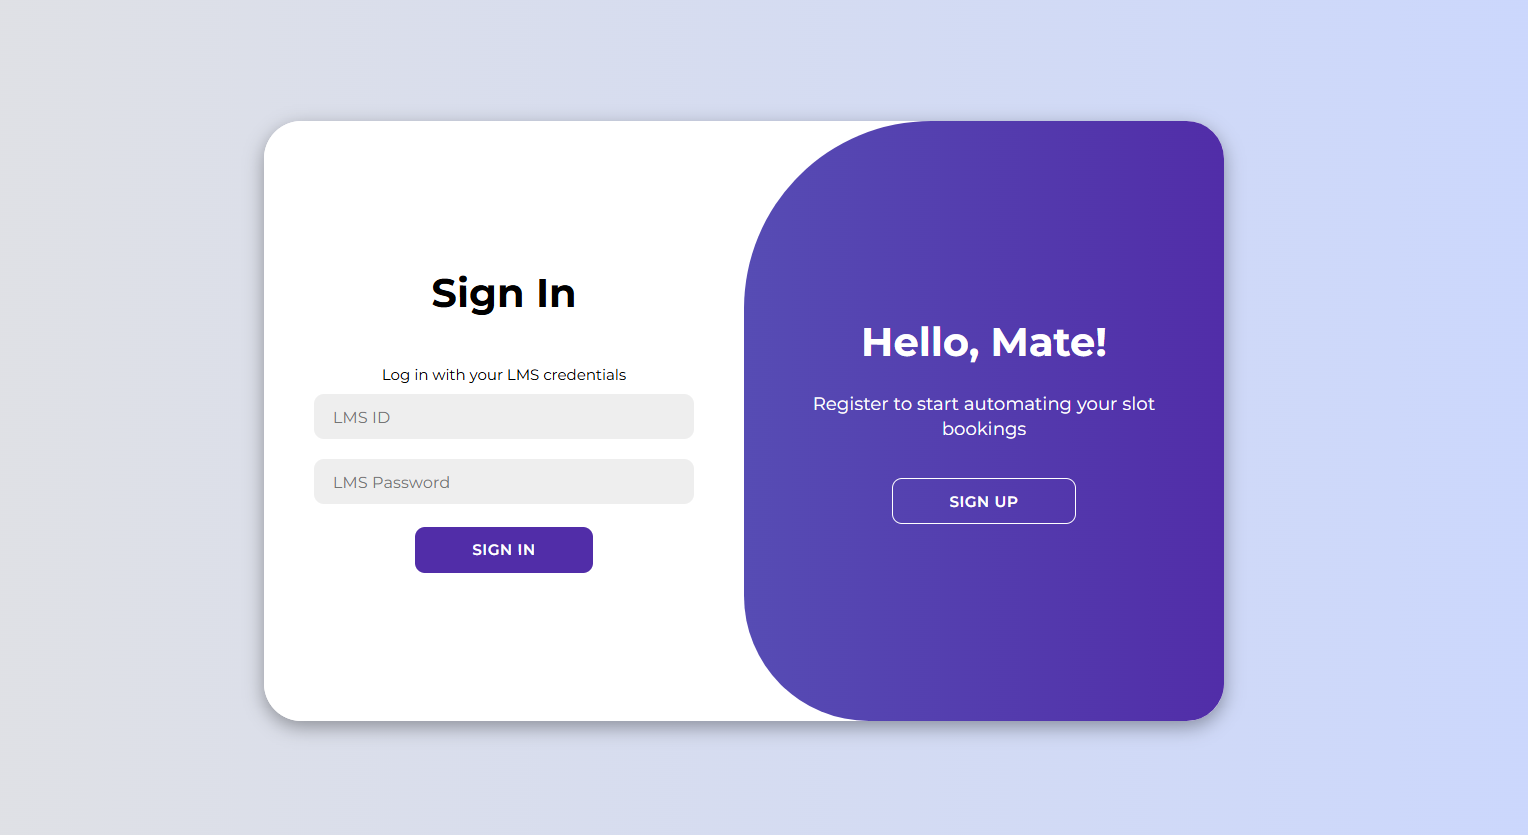 Sign In
Log in with your LMS credentials
LMS ID
LMS Password
SIGN IN
Hello, Mate!
Register to start automating your slot
bookings
SIGN UP